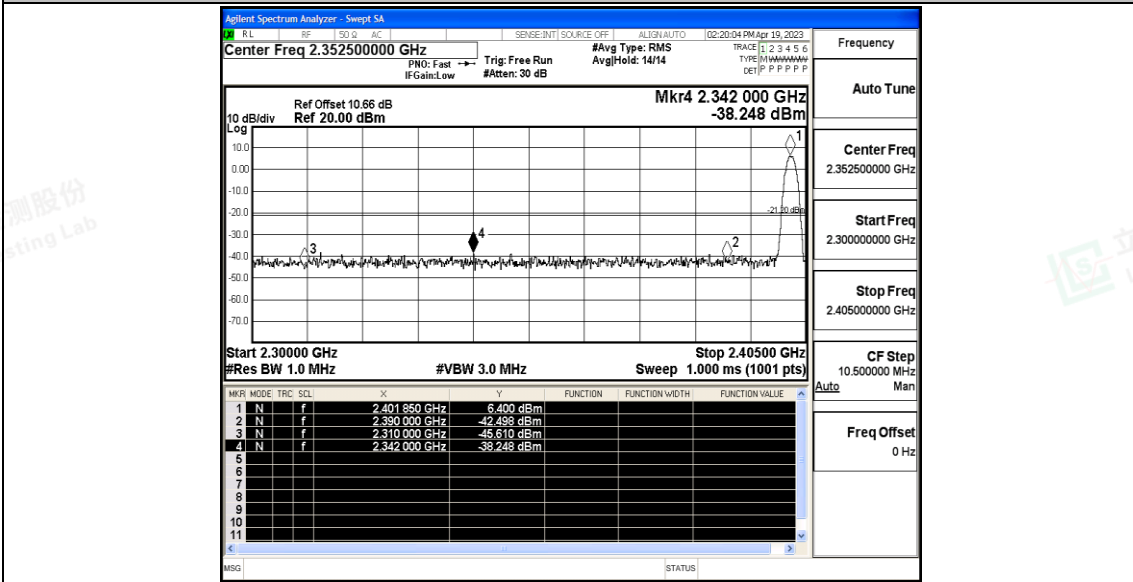 Agilent Spectrum Analyzer - Swept SA
RL RF 50 Ω AC SENSE:INT SOURCE OFF ALIGN AUTO 02:20:04 PM Apr 19, 2023
Center Freq 2.352500000 GHz
PNO: Fast
IFGain:Low
Trig: Free Run
#Atten: 30 dB
#Avg Type: RMS
Avg|Hold: 14/14
TRACE 1 2 3 4 5 6
TYPE M
DET P P P P P P
Ref Offset 10.66 dB
10 dB/div Ref 20.00 dBm
Log
Mkr4 2.342 000 GHz
-38.248 dBm
10.0
0.00
-10.0
-20.0
-30.0
-40.0
-50.0
-60.0
-70.0
1
-21.20 dBm
4
3
2
Start 2.30000 GHz Stop 2.40500 GHz
#Res BW 1.0 MHz #VBW 3.0 MHz Sweep 1.000 ms (1001 pts)
MKR MODE TRC SCL X Y FUNCTION FUNCTION WIDTH FUNCTION VALUE
1 N f 2.401 850 GHz 6.400 dBm
2 N f 2.390 000 GHz -42.498 dBm
3 N f 2.310 000 GHz -45.610 dBm
4 N f 2.342 000 GHz -38.248 dBm
5
6
7
8
9
10
11
MSG STATUS
Frequency
Auto Tune
Center Freq
2.352500000 GHz
Start Freq
2.300000000 GHz
Stop Freq
2.405000000 GHz
CF Step
10.500000 MHz
Auto Man
Freq Offset
0 Hz
测股份
sting Lab
立